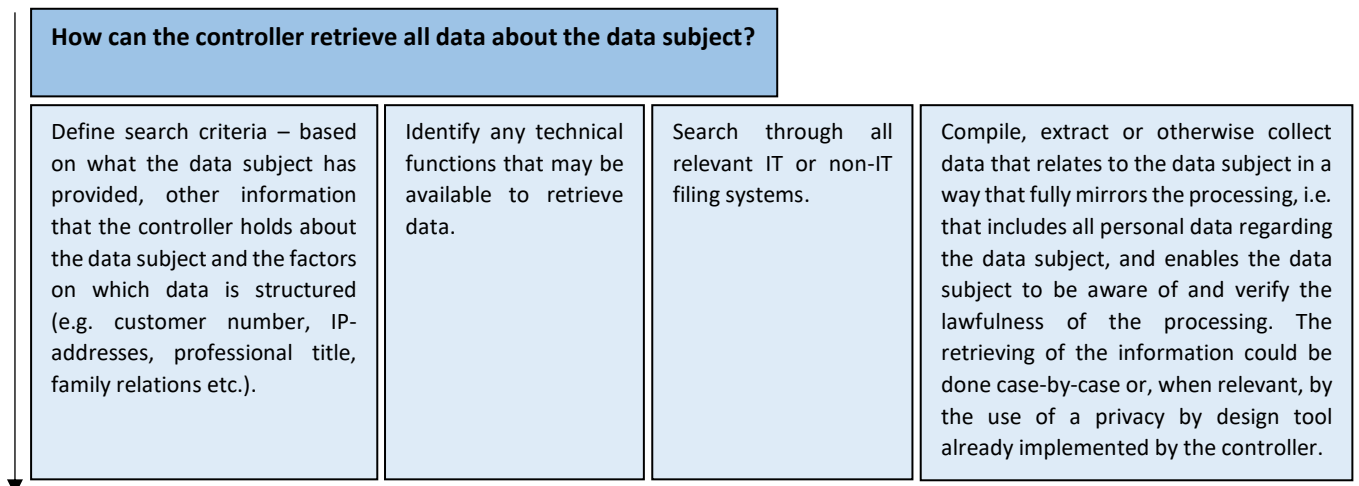 How can the controller retrieve all data about the data subject?
Define search criteria – based
on what the data subject has
provided, other information
that the controller holds about
the data subject and the factors
on which data is structured
(e.g. customer number, IP-
addresses, professional title,
family relations etc.).
Identify any technical
functions that may be
available to retrieve
data.
Search through all
relevant IT or non-IT
filing systems.
Compile, extract or otherwise collect
data that relates to the data subject in a
way that fully mirrors the processing, i.e.
that includes all personal data regarding
the data subject, and enables the data
subject to be aware of and verify the
lawfulness of the processing. The
retrieving of the information could be
done case-by-case or, when relevant, by
the use of a privacy by design tool
already implemented by the controller.